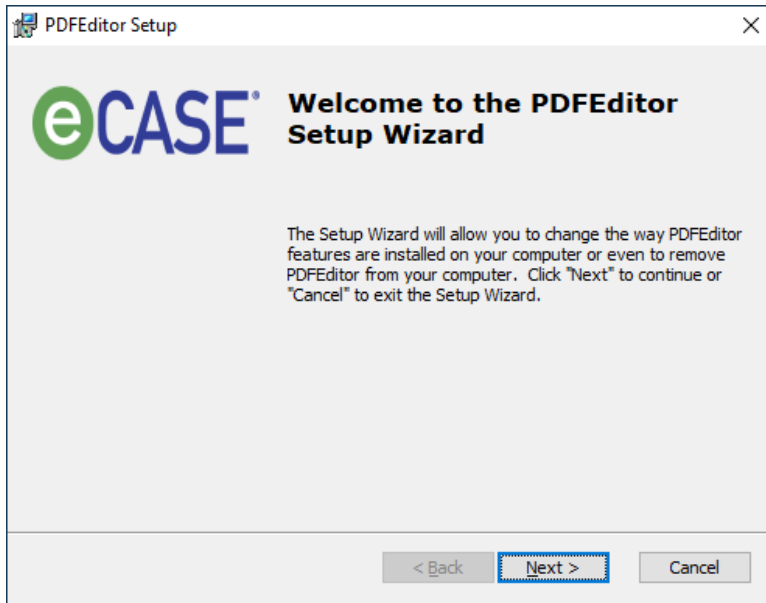 PDFEditor Setup
eCASE®
Welcome to the PDFEditor
Setup Wizard
The Setup Wizard will allow you to change the way PDFEditor
features are installed on your computer or even to remove
PDFEditor from your computer.  Click "Next" to continue or
"Cancel" to exit the Setup Wizard.
< Back
Next >
Cancel